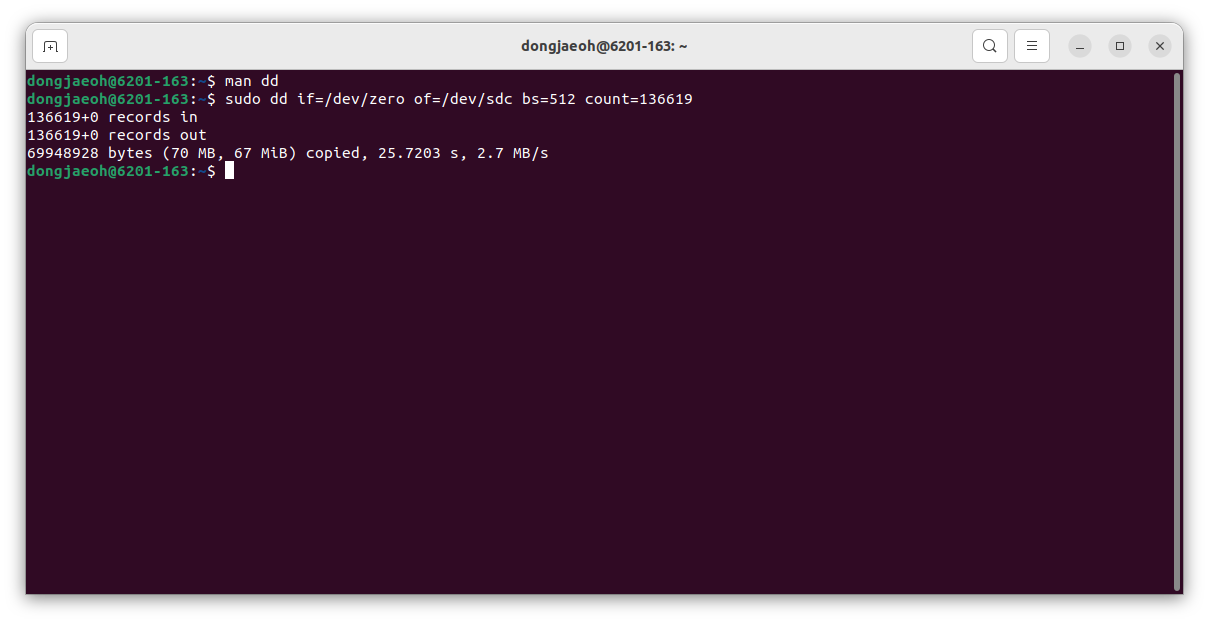 dongjaeoh@6201-163: ~
dongjaeoh@6201-163:~$ man dd
dongjaeoh@6201-163:~$ sudo dd if=/dev/zero of=/dev/sdc bs=512 count=136619
136619+0 records in
136619+0 records out
69948928 bytes (70 MB, 67 MiB) copied, 25.7203 s, 2.7 MB/s
dongjaeoh@6201-163:~$